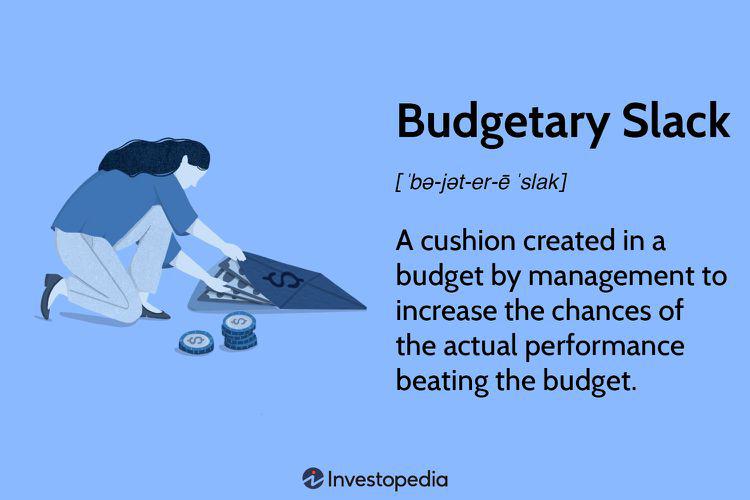 Budgetary Slack
[ ˈbə-jət-er-ē ˈslak]
A cushion created in a
budget by management to
increase the chances of
the actual performance
beating the budget.
$
$
$
Investopedia